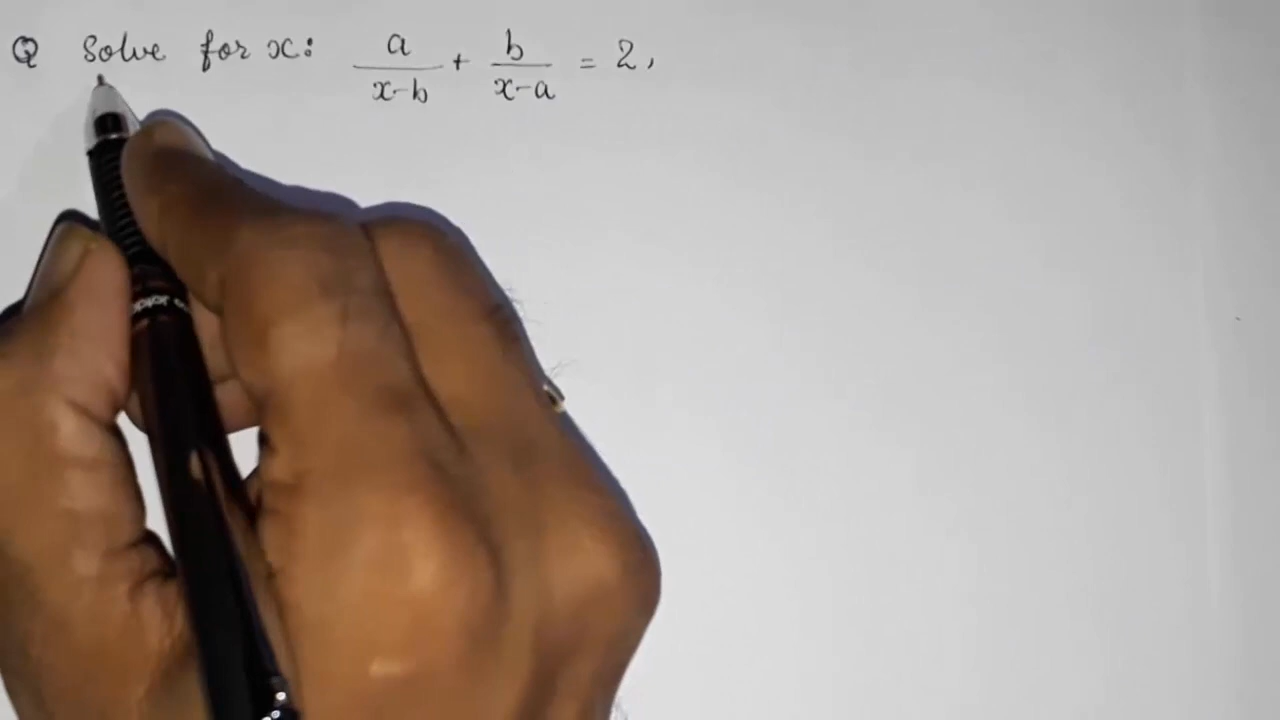 Q Solve for x: a/(x-b) + b/(x-a) = 2,